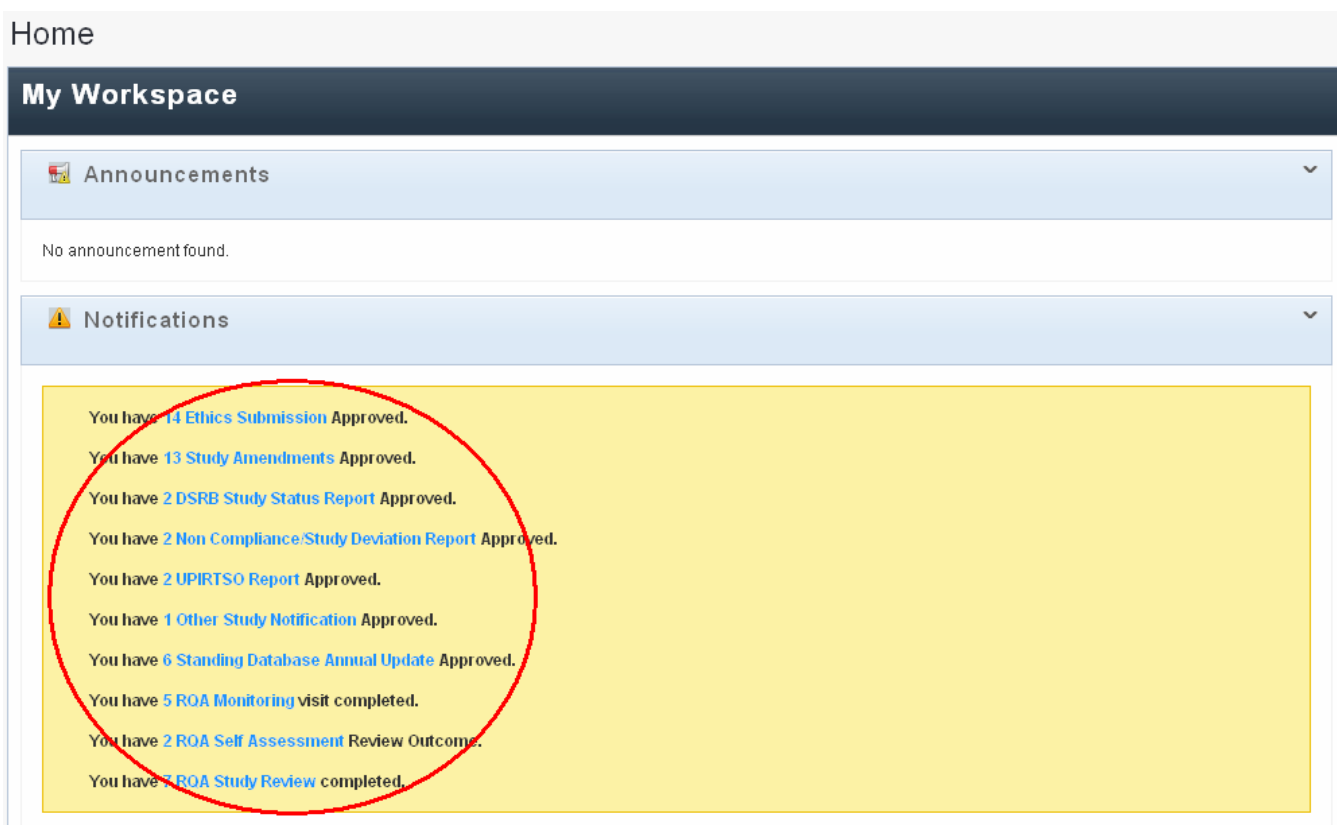 Home
My Workspace
Announcements
No announcement found.
Notifications
You have 14 Ethics Submission Approved.
You have 13 Study Amendments Approved.
You have 2 DSRB Study Status Report Approved.
You have 2 Non Compliance/Study Deviation Report Approved.
You have 2 UPIRTSO Report Approved.
You have 1 Other Study Notification Approved.
You have 6 Standing Database Annual Update Approved.
You have 5 RQA Monitoring visit completed.
You have 2 RQA Self Assessment Review Outcome.
You have 7 RQA Study Review completed.